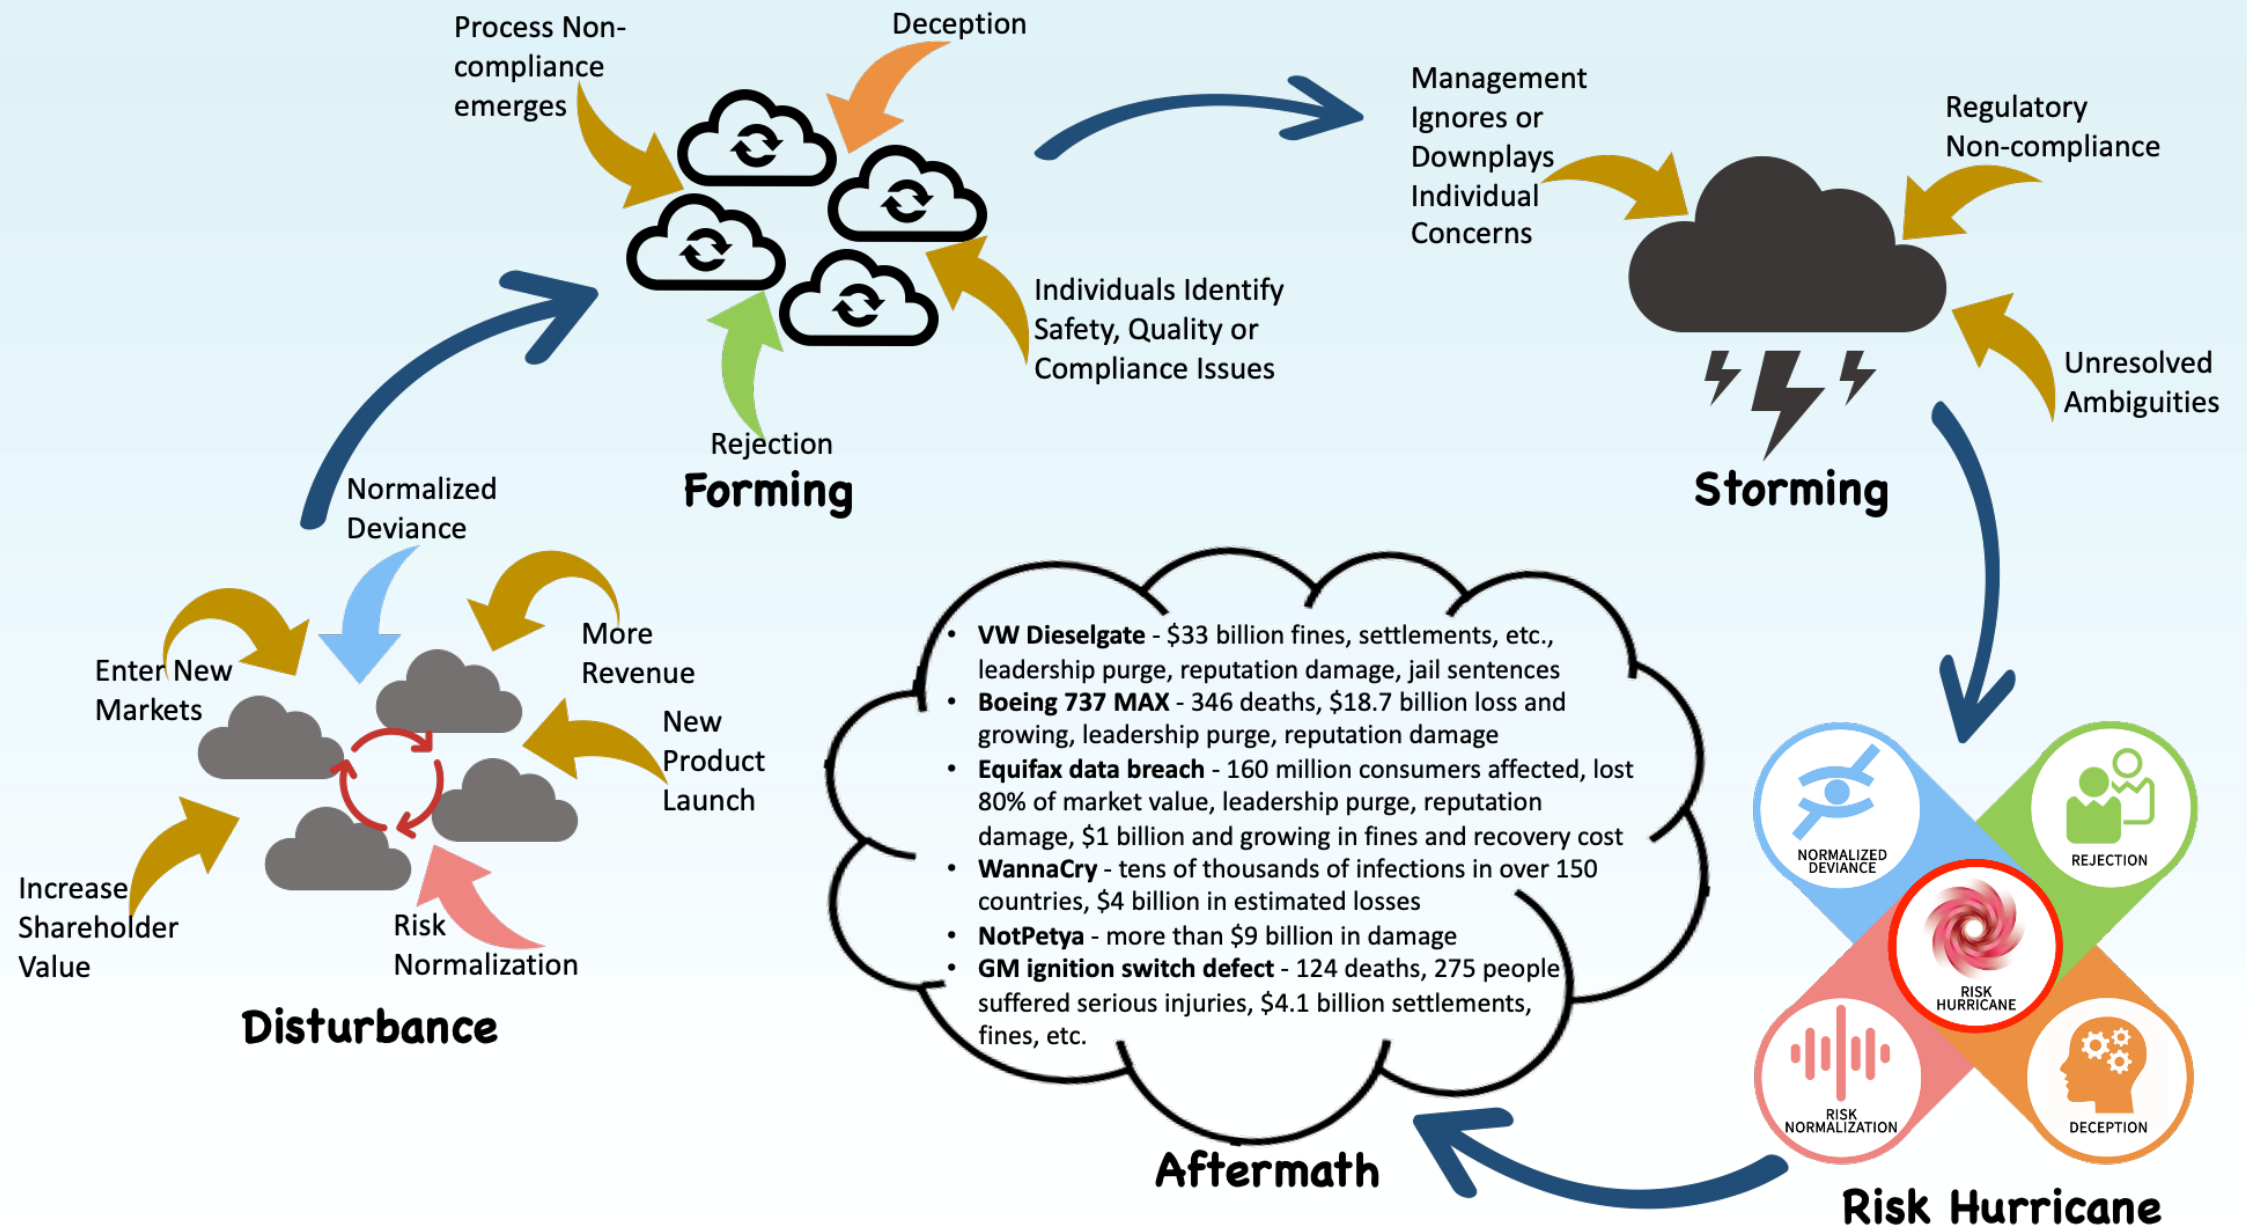 Process Non-
compliance
emerges
Deception
Individuals Identify
Safety, Quality or
Compliance Issues
Rejection
Forming
Management
Ignores or
Downplays
Individual
Concerns
Regulatory
Non-compliance
Unresolved
Ambiguities
Storming
Normalized
Deviance
Enter New
Markets
More
Revenue
New
Product
Launch
Increase
Shareholder
Value
Risk
Normalization
Disturbance
• VW Dieselgate - $33 billion fines, settlements, etc.,
leadership purge, reputation damage, jail sentences
• Boeing 737 MAX - 346 deaths, $18.7 billion loss and
growing, leadership purge, reputation damage
• Equifax data breach - 160 million consumers affected, lost
80% of market value, leadership purge, reputation
damage, $1 billion and growing in fines and recovery cost
• WannaCry - tens of thousands of infections in over 150
countries, $4 billion in estimated losses
• NotPetya - more than $9 billion in damage
• GM ignition switch defect - 124 deaths, 275 people
suffered serious injuries, $4.1 billion settlements,
fines, etc.
Aftermath
NORMALIZED
DEVIANCE
REJECTION
RISK
HURRICANE
RISK
NORMALIZATION
DECEPTION
Risk Hurricane